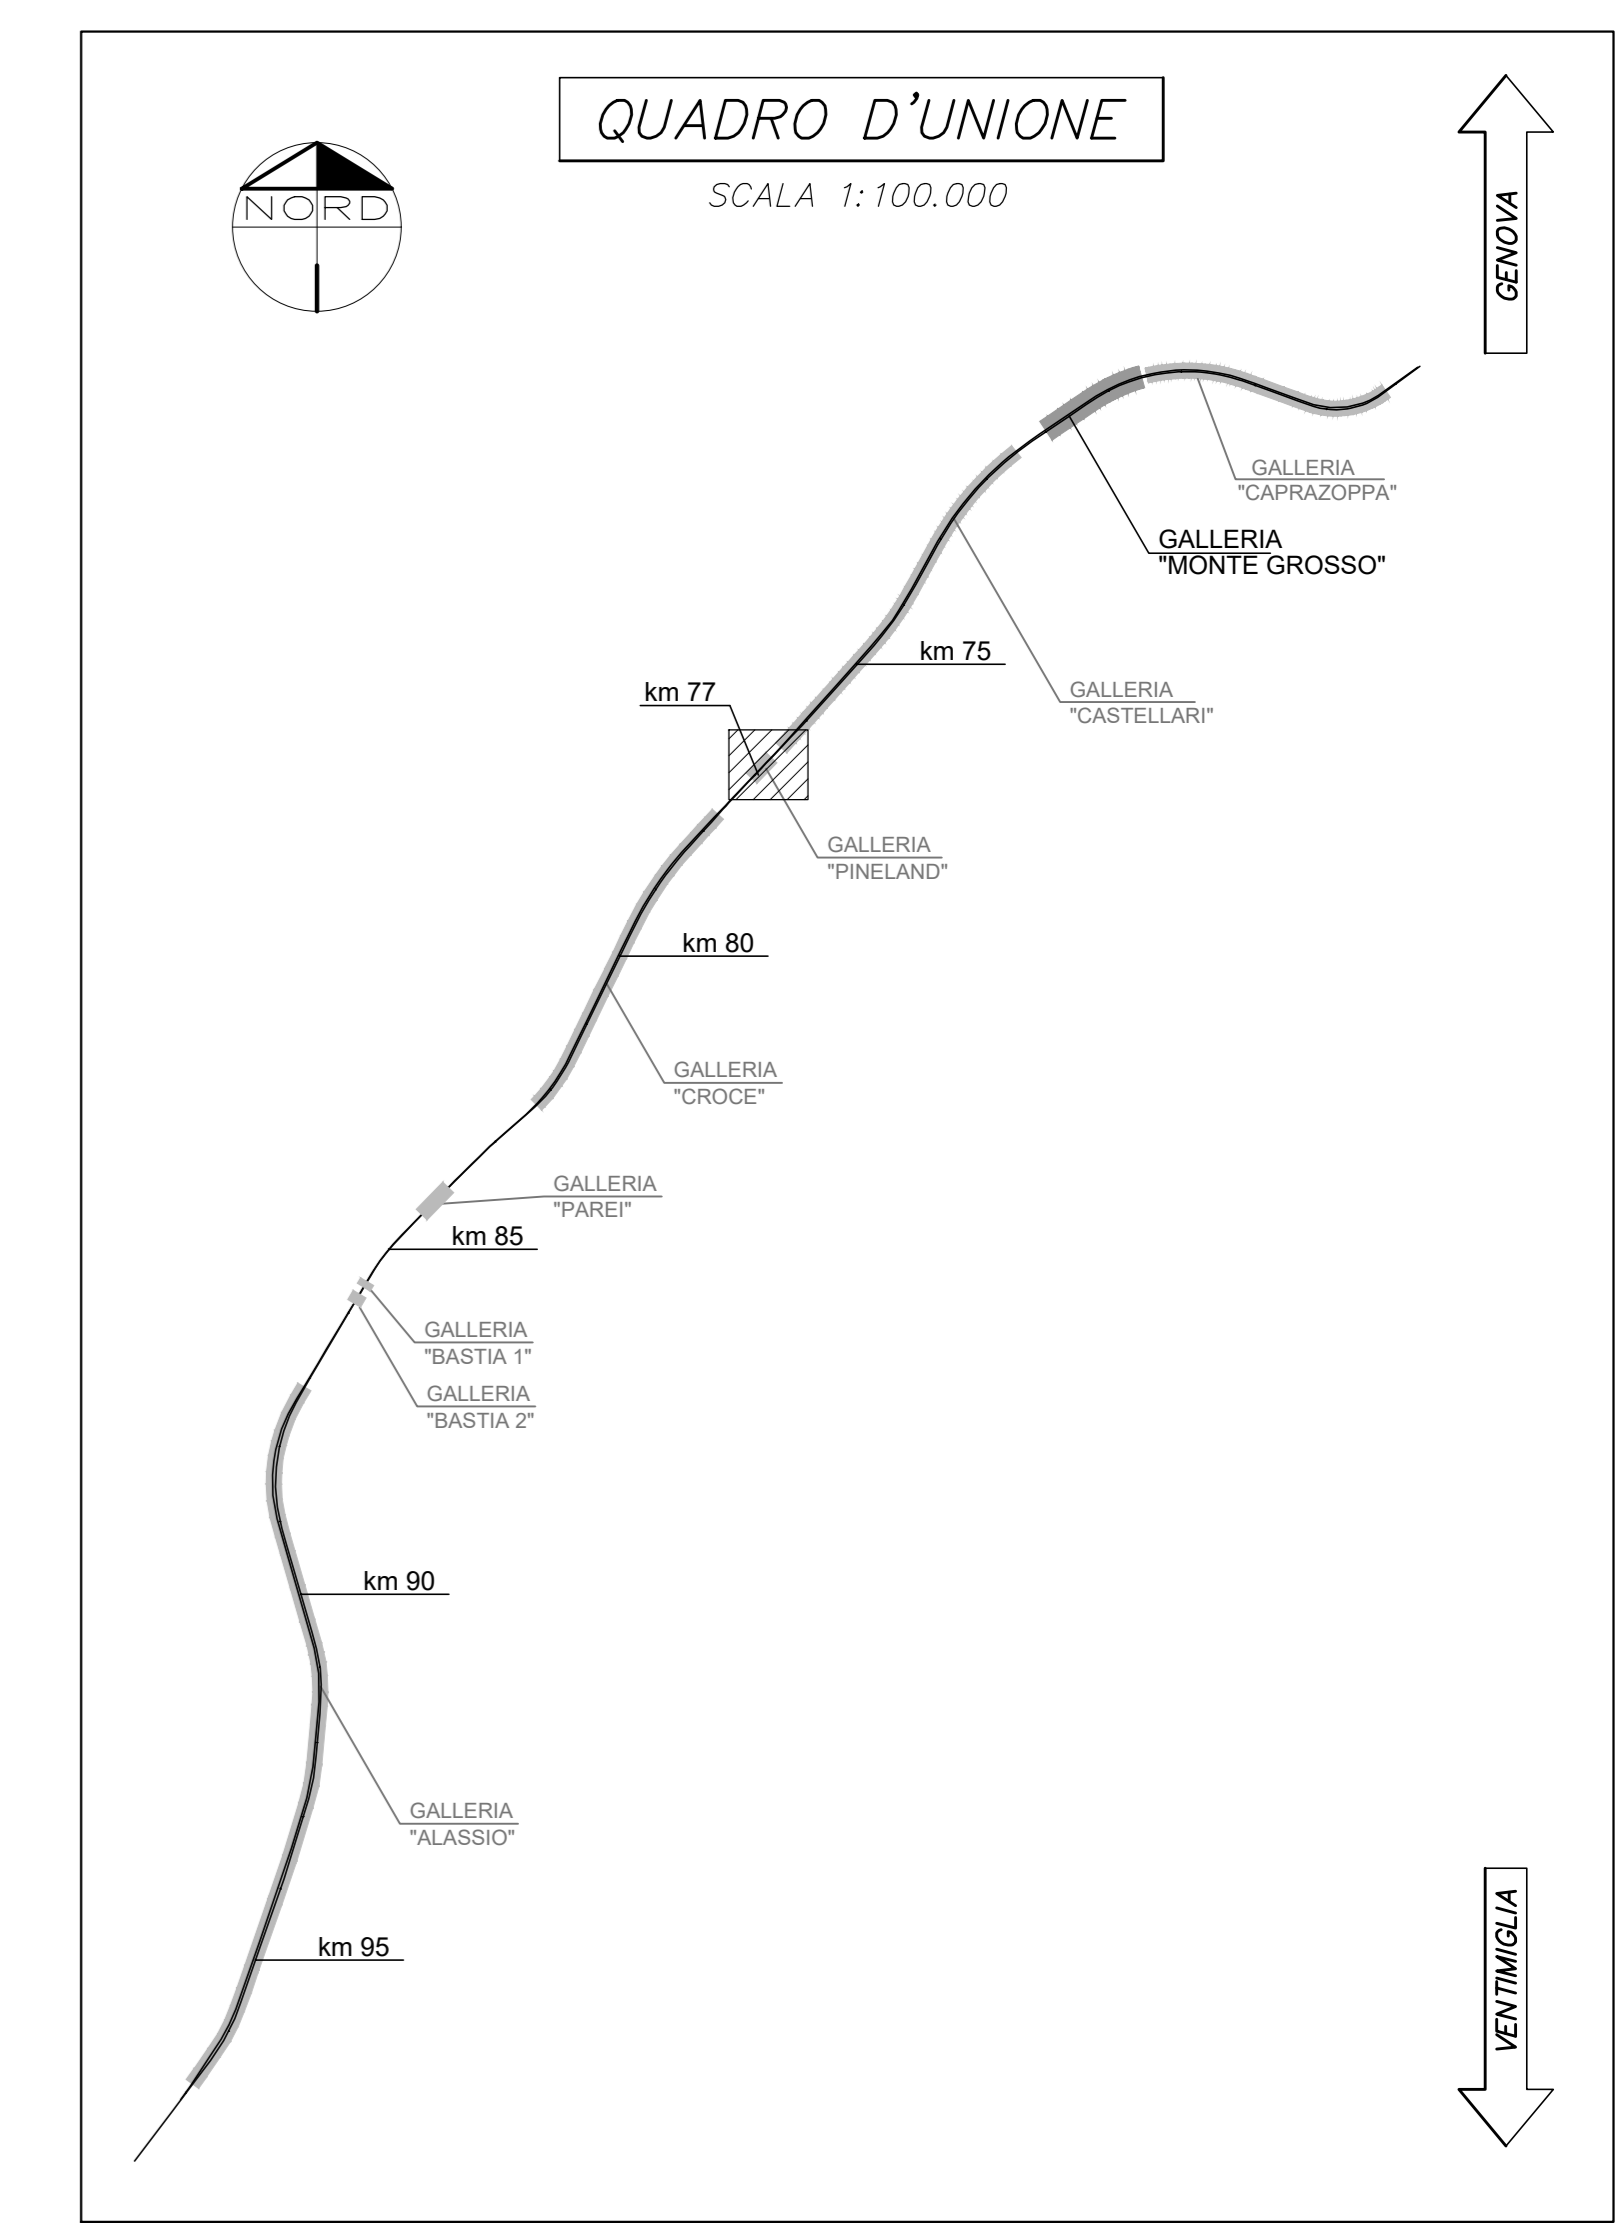 QUADRO D'UNIONE
SCALA 1:100.000
NORD
GENOVA
GALLERIA
"CAPRAZOPPA"
GALLERIA
"MONTE GROSSO"
km 75
km 77
GALLERIA
"CASTELLARI"
GALLERIA
"PINELAND"
km 80
GALLERIA
"CROCE"
GALLERIA
"PAREI"
km 85
GALLERIA
"BASTIA 1"
GALLERIA
"BASTIA 2"
km 90
GALLERIA
"ALASSIO"
km 95
VENTIMIGLIA